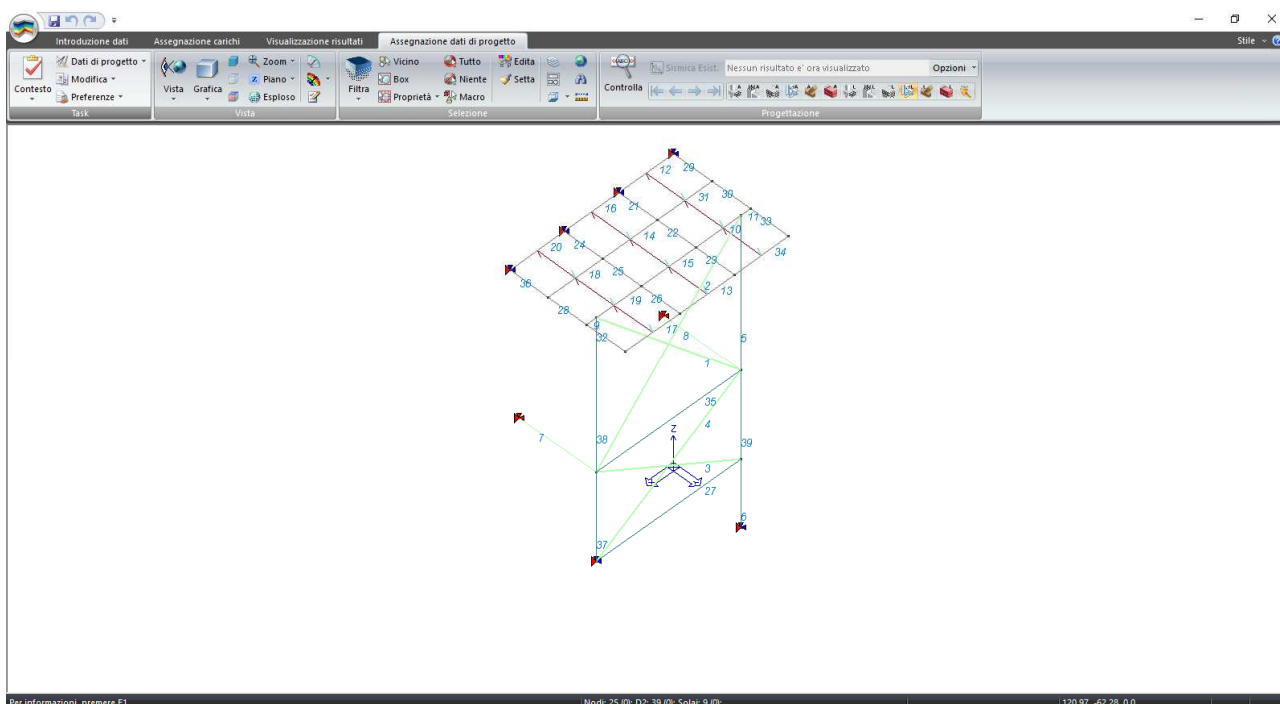 Introduzione dati Assegnazione carichi Visualizzazione risultati Assegnazione dati di progetto Stile
Dati di progetto Zoom Vicino Tutto Edita Sismica Esist. Nessun risultato e' ora visualizzato Opzioni
Contesto Modifica Vista Grafica Piano Filtra Box Niente Setta Controlla
Preferenze Esploso Proprietà Macro
Task Vista Selezione Progettazione
12 29
31 30
16 21 11 33
10
20 24 14 22 34
18 25 15 23
36 2 13
19 26
28
9 17 8
32 5
1
35
4
38 Z 39
7
3
27
6
37
Per informazioni, premere F1 Nodi: 25 (0); D2: 39 (0); Solai: 9 (0); 120.97, -62.28, 0.0